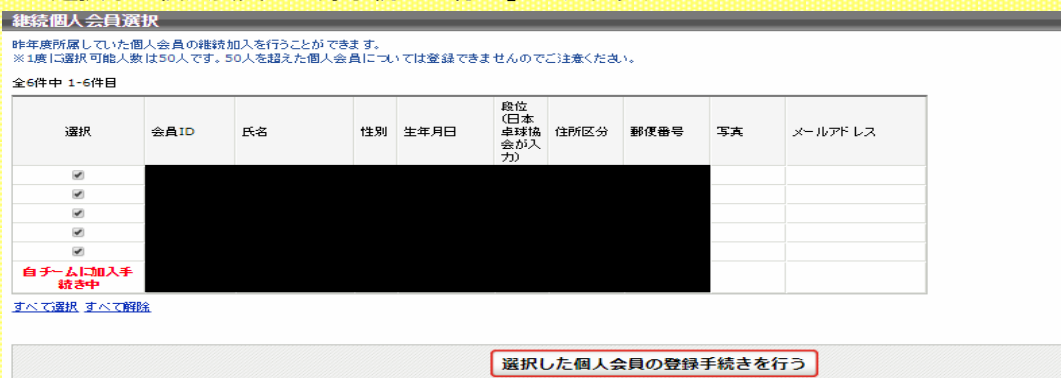 継続個人会員選択
昨年度所属していた個人会員の継続加入を行うことができます。
※1度に選択可能人数は50人です。50人を超えた個人会員については登録できませんのでご注意ください。
全6件中 1-6件目
選択 会員ID 氏名 性別 生年月日 段位(日本卓球協会が入力) 住所区分 郵便番号 写真 メールアドレス
自チームに加入手
続き中
すべて選択 すべて解除
選択した個人会員の登録手続きを行う